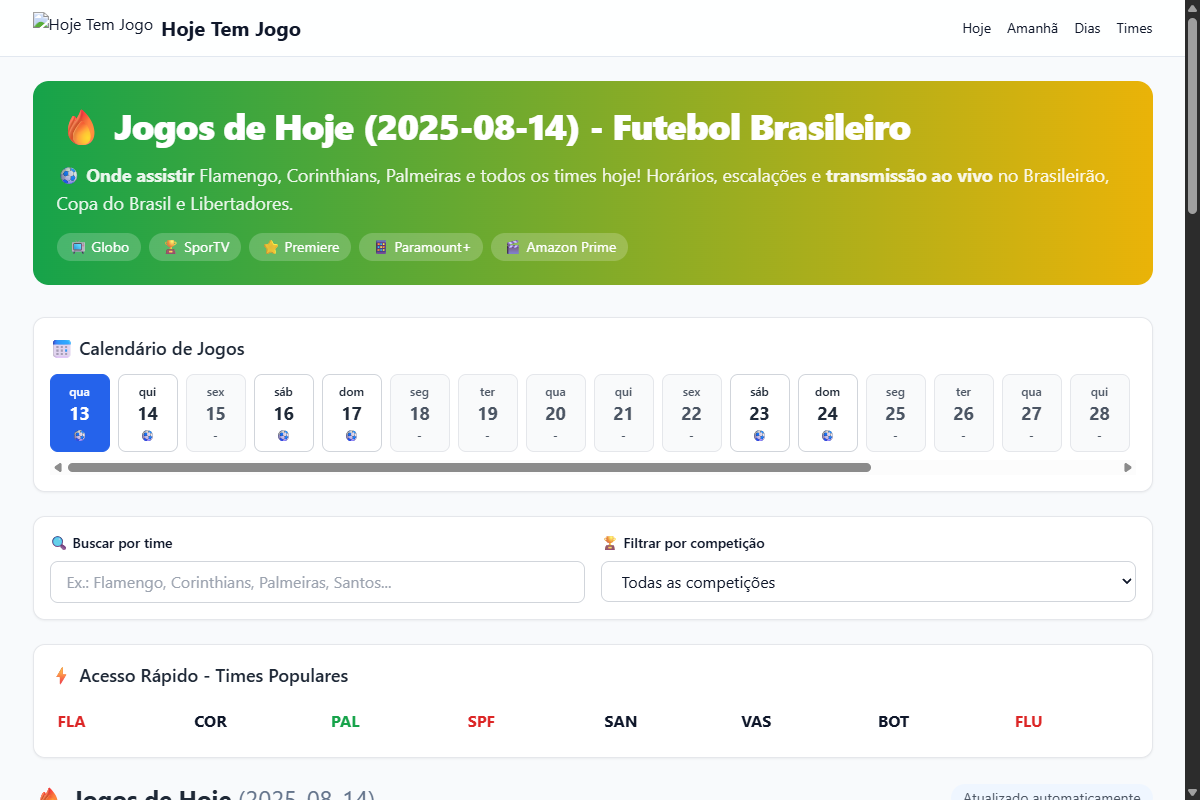 Hoje Tem Jogo Hoje Tem Jogo Hoje Amanhã Dias Times
Jogos de Hoje (2025-08-14) - Futebol Brasileiro
Onde assistir Flamengo, Corinthians, Palmeiras e todos os times hoje! Horários, escalações e transmissão ao vivo no Brasileirão,
Copa do Brasil e Libertadores.
Globo SporTV Premiere Paramount+ Amazon Prime
Calendário de Jogos
qua qui sex sáb dom seg ter qua qui sex sáb dom seg ter qua qui
13 14 15 16 17 18 19 20 21 22 23 24 25 26 27 28
- - - - - - - - - -
Buscar por time Filtrar por competição
Ex.: Flamengo, Corinthians, Palmeiras, Santos... Todas as competições
Acesso Rápido - Times Populares
FLA COR PAL SPF SAN VAS BOT FLU
Jogos de Hoje (2025-08-14) Atualizado automaticamente